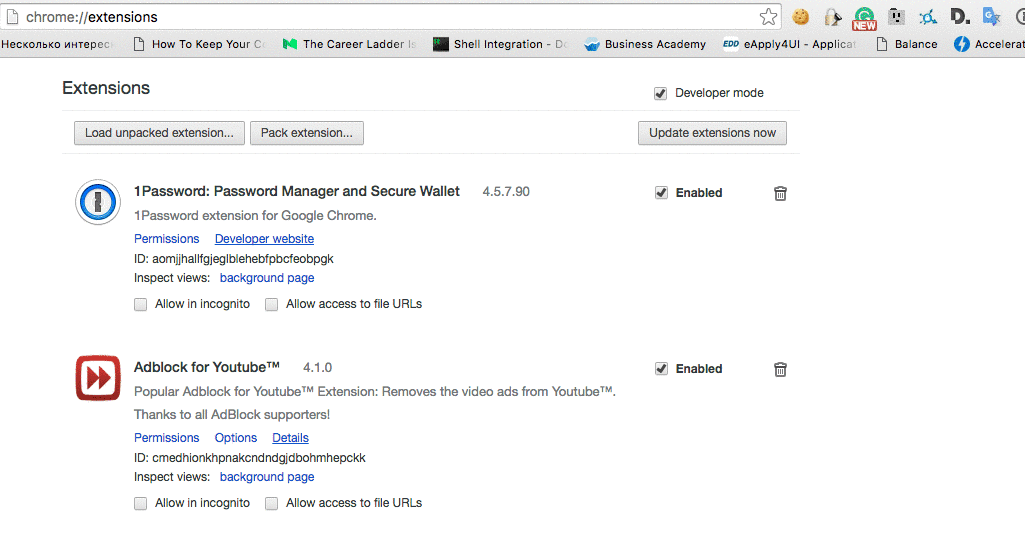 chrome://extensions
NEW
D.
Несколько интерес
How To Keep Your C
The Career Ladder Is
Shell Integration - Do
Business Academy
EDD eApply4UI - Applicat
Balance
Accelerat
Extensions
Developer mode
Load unpacked extension...
Pack extension...
Update extensions now
1Password: Password Manager and Secure Wallet 4.5.7.90
Enabled
1Password extension for Google Chrome.
Permissions Developer website
ID: aomjjhallfgjeglblehebfpbcfeobpgk
Inspect views: background page
Allow in incognito Allow access to file URLs
Adblock for Youtube™ 4.1.0
Enabled
Popular Adblock for Youtube™ Extension: Removes the video ads from Youtube™.
Thanks to all AdBlock supporters!
Permissions Options Details
ID: cmedhionkhpnakcndndgjdbohmhepckk
Inspect views: background page
Allow in incognito Allow access to file URLs